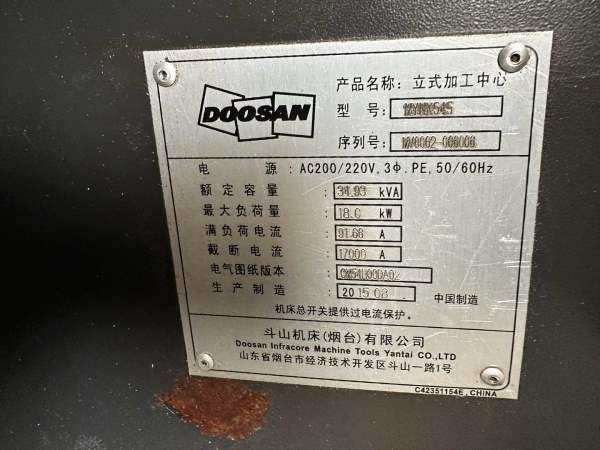 DOOSAN
产品名称: 立式加工中心
型 号:
序列号:
电 源: AC200/220V, 3Φ, PE, 50/60Hz
额定容量 : 34.93 kVA
最大负荷量 : kW
满负荷电流 : 91.68 A
截断电流 : 17000 A
电气图纸版本 :
生产制造 : 2015.08 中国制造
机床总开关提供过电流保护。
斗山机床(烟台)有限公司
Doosan Infracore Machine Tools Yantai CO.,LTD
山东省烟台市经济技术开发区斗山一路1号
C42351154E, CHINA